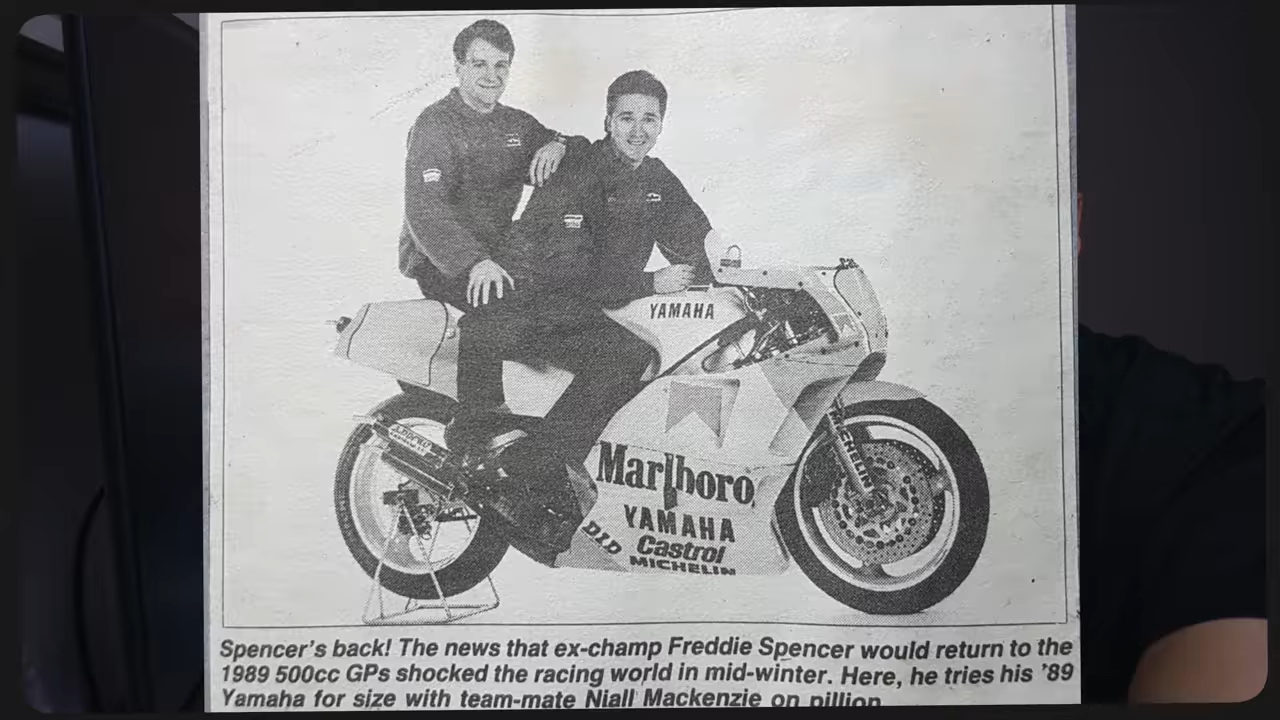 YAMAHA
Marlboro
YAMAHA
DID
Castrol
MICHELIN
MICHELIN
Spencer's back! The news that ex-champ Freddie Spencer would return to the
1989 500cc GPs shocked the racing world in mid-winter. Here, he tries his '89
Yamaha for size with team-mate Niall Mackenzie on pillion